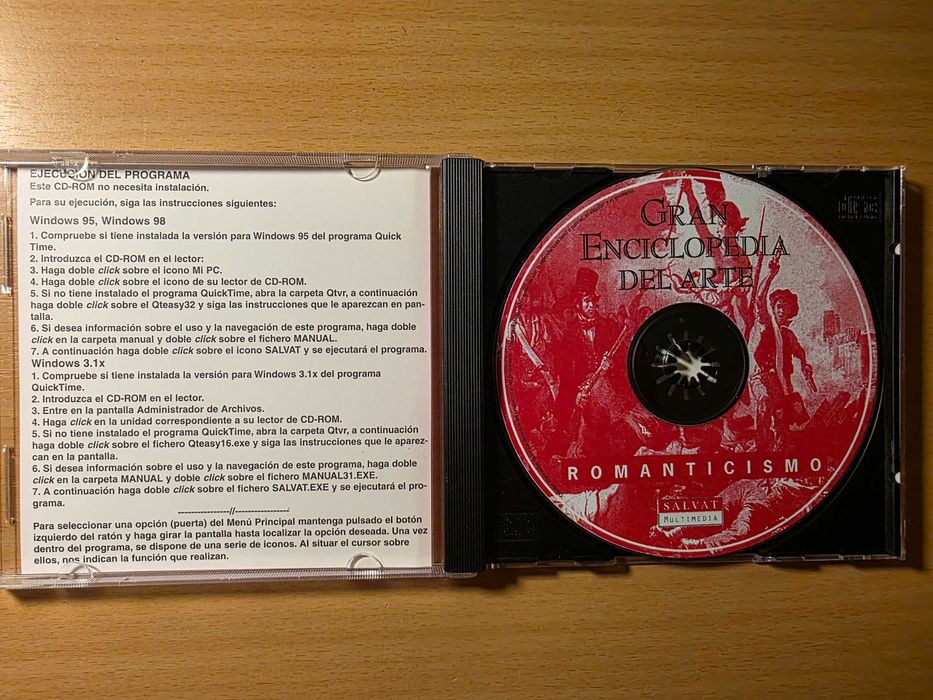 EJECUCIÓN DEL PROGRAMA
Este CD-ROM no necesita instalación.
Para su ejecución, siga las instrucciones siguientes:
Windows 95, Windows 98
1. Compruebe si tiene instalada la versión para Windows 95 del programa Quick
Time.
2. Introduzca el CD-ROM en el lector:
3. Haga doble click sobre el icono Mi PC.
4. Haga doble click sobre el icono de su lector de CD-ROM.
5. Si no tiene instalado el programa QuickTime, abra la carpeta Qtvr, a continuación
haga doble click sobre el Qteasy32 y siga las instrucciones que le aparezcan en pan-
talla.
6. Si desea información sobre el uso y la navegación de este programa, haga doble
click en la carpeta manual y doble click sobre el fichero MANUAL.
7. A continuación haga doble click sobre el icono SALVAT y se ejecutará el programa.
Windows 3.1x
1. Compruebe si tiene instalada la versión para Windows 3.1x del programa
QuickTime.
2. Introduzca el CD-ROM en el lector.
3. Entre en la pantalla Administrador de Archivos.
4. Haga click en la unidad correspondiente a su lector de CD-ROM.
5. Si no tiene instalado el programa QuickTime, abra la carpeta Qtvr, a continuación
haga doble click sobre el fichero Qteasy16.exe y siga las instrucciones que le aparez-
can en la pantalla.
6. Si desea información sobre el uso y la navegación de este programa, haga doble
click en la carpeta MANUAL y doble click sobre el fichero MANUAL31.EXE.
7. A continuación haga doble click sobre el fichero SALVAT.EXE y se ejecutará el pro-
grama.
-----------------//-----------------
Para seleccionar una opción (puerta) del Menú Principal mantenga pulsado el botón
izquierdo del ratón y haga girar la pantalla hasta localizar la opción deseada. Una vez
dentro del programa, se dispone de una serie de iconos. Al situar el cursor sobre
ellos, nos indican la función que realizan.
GRAN
ENCICLOPEDIA
DEL ARTE
ROMANTICISMO
SALVAT
MULTIMEDIA
disc